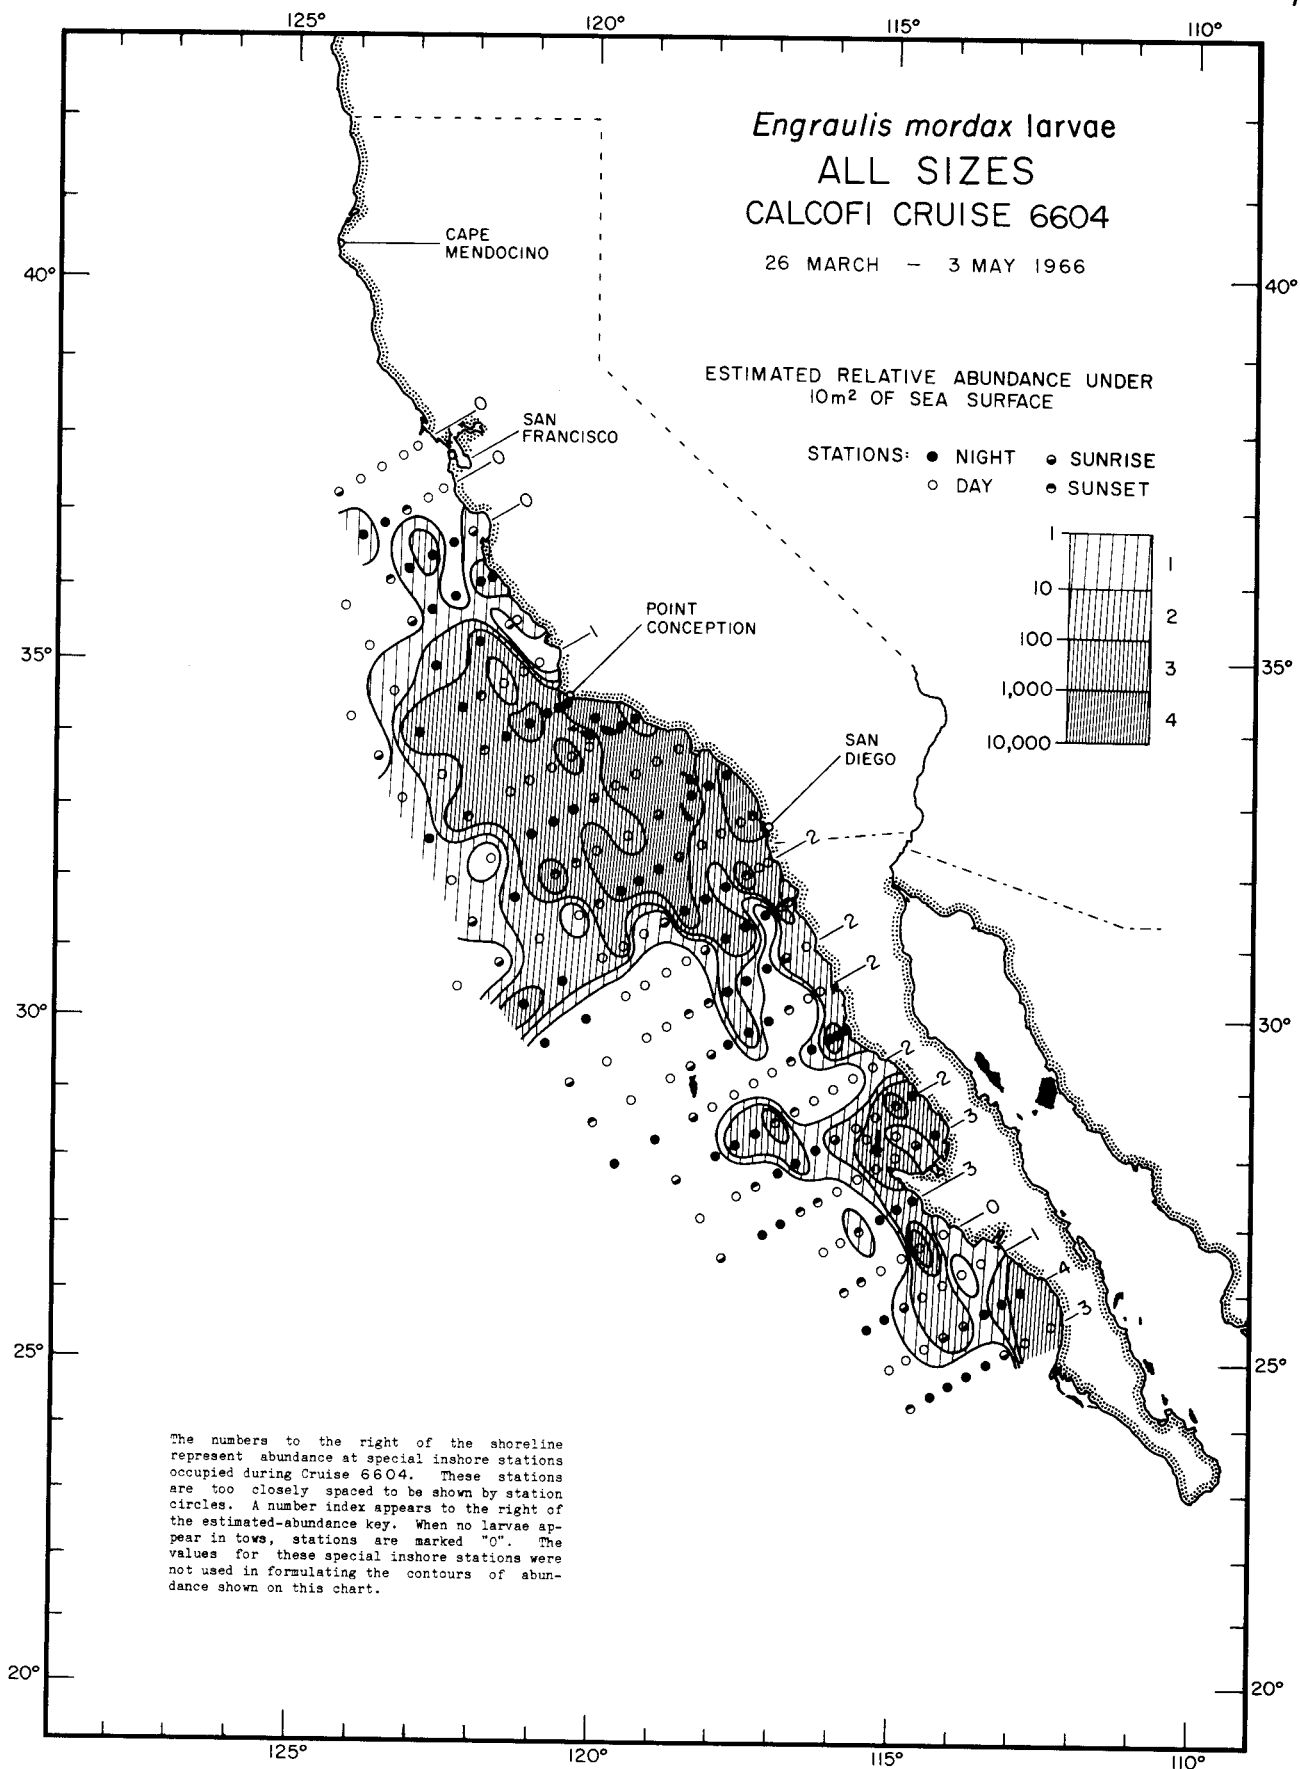 125° 120° 115° 110°
Engraulis mordax larvae
ALL SIZES
CALCOFI CRUISE 6604
26 MARCH – 3 MAY 1966
CAPE
MENDOCINO
40° 40°
ESTIMATED RELATIVE ABUNDANCE UNDER
10m² OF SEA SURFACE
0
SAN
FRANCISCO
0
0
STATIONS: ● NIGHT ◒ SUNRISE
○ DAY ◓ SUNSET
1
10
100
1,000
10,000
1
2
3
4
POINT
CONCEPTION
1
35° 35°
SAN
DIEGO
2
2
2
30° 30°
2
2
3
3
0
1
4
3
25° 25°
The numbers to the right of the shoreline
represent abundance at special inshore stations
occupied during Cruise 6604. These stations
are too closely spaced to be shown by station
circles. A number index appears to the right of
the estimated-abundance key. When no larvae ap-
pear in tows, stations are marked "0". The
values for these special inshore stations were
not used in formulating the contours of abun-
dance shown on this chart.
20° 20°
125° 120° 115° 110°